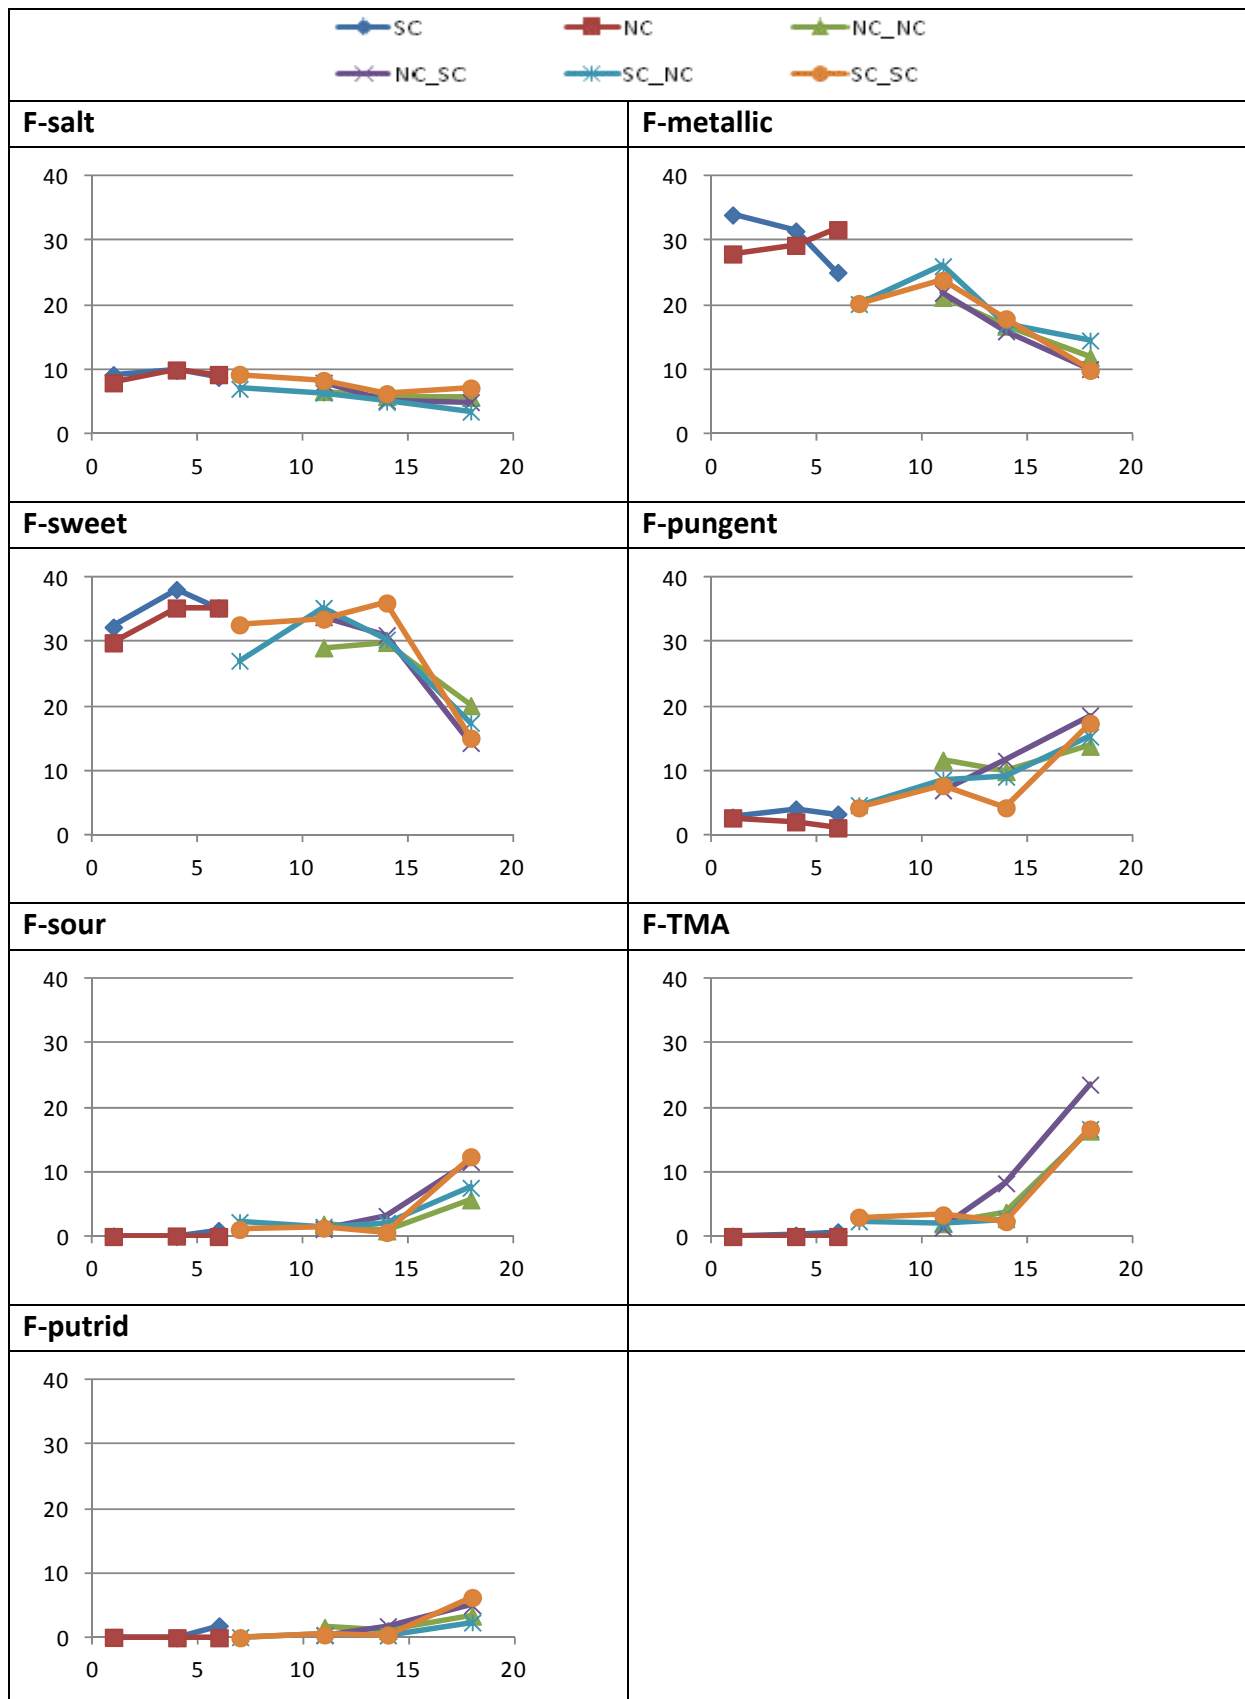 SC NC NC_NC
NC_SC SC_NC SC_SC
F-salt F-metallic
40 40
30 30
20 20
10 10
0 0
0 5 10 15 20 0 5 10 15 20
F-sweet F-pungent
40 40
30 30
20 20
10 10
0 0
0 5 10 15 20 0 5 10 15 20
F-sour F-TMA
40 40
30 30
20 20
10 10
0 0
0 5 10 15 20 0 5 10 15 20
F-putrid
40
30
20
10
0
0 5 10 15 20